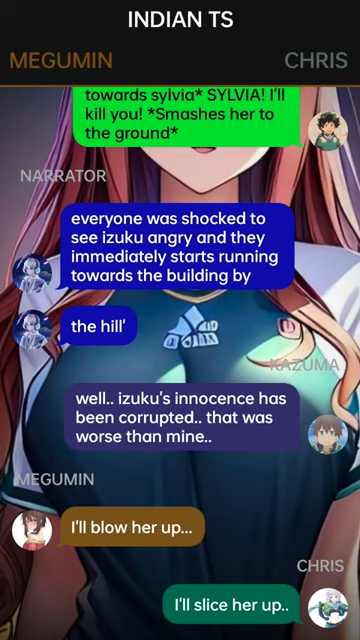 INDIAN TS
MEGUMIN
CHRIS
towards sylvia* SYLVIA! I'll
kill you! *Smashes her to
the ground*
NARRATOR
everyone was shocked to
see izuku angry and they
immediately starts running
towards the building by
the hill'
KAZUMA
well.. izuku's innocence has
been corrupted.. that was
worse than mine..
MEGUMIN
I'll blow her up...
CHRIS
I'll slice her up..